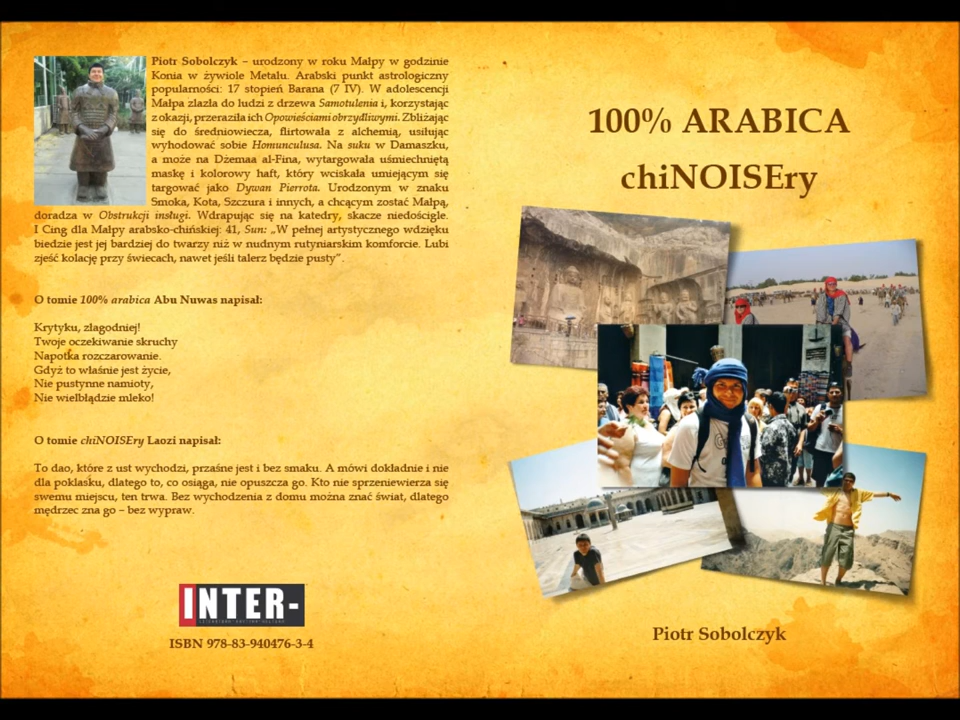 Piotr Sobolczyk – urodzony w roku Małpy w godzinie
Konia w żywiole Metalu. Arabski punkt astrologiczny
popularności: 17 stopień Barana (7 IV). W adolescencji
Małpa zlazła do ludzi z drzewa Samotulenia i, korzystając
z okazji, przeraziła ich Opowieściami obrzydliwymi. Zbliżając
się do średniowiecza, flirtowała z alchemią, usiłując
wyhodować sobie Homunculusa. Na suku w Damaszku,
a może na Dżemaa al-Fina, wytargowała uśmiechniętą
maskę i kolorowy haft, który wciskała umiejącym się
targować jako Dywan Pierrota. Urodzonym w znaku
Smoka, Kota, Szczura i innych, a chcącym zostać Małpą,
doradza w Obstrukcji insługi. Wdrapując się na katedry, skacze niedościgle.
I Cing dla Małpy arabsko-chińskiej: 41, Sun: „W pełnej artystycznego wdzięku
biedzie jest jej bardziej do twarzy niż w nudnym rutyniarskim komforcie. Lubi
zjeść kolację przy świecach, nawet jeśli talerz będzie pusty”.
O tomie 100% arabica Abu Nuwas napisał:
Krytyku, złagodniej!
Twoje oczekiwanie skruchy
Napotka rozczarowanie.
Gdyż to właśnie jest życie,
Nie pustynne namioty,
Nie wielbłądzie mleko!
O tomie chiNOISEry Laozi napisał:
To dao, które z ust wychodzi, przaśne jest i bez smaku. A mówi dokładnie i nie
dla poklasku, dlatego to, co osiąga, nie opuszcza go. Kto nie sprzeniewierza się
swemu miejscu, ten trwa. Bez wychodzenia z domu można znać świat, dlatego
mędrzec zna go – bez wypraw.
INTER-
ISBN 978-83-940476-3-4
100% ARABICA
chiNOISEry
Piotr Sobolczyk